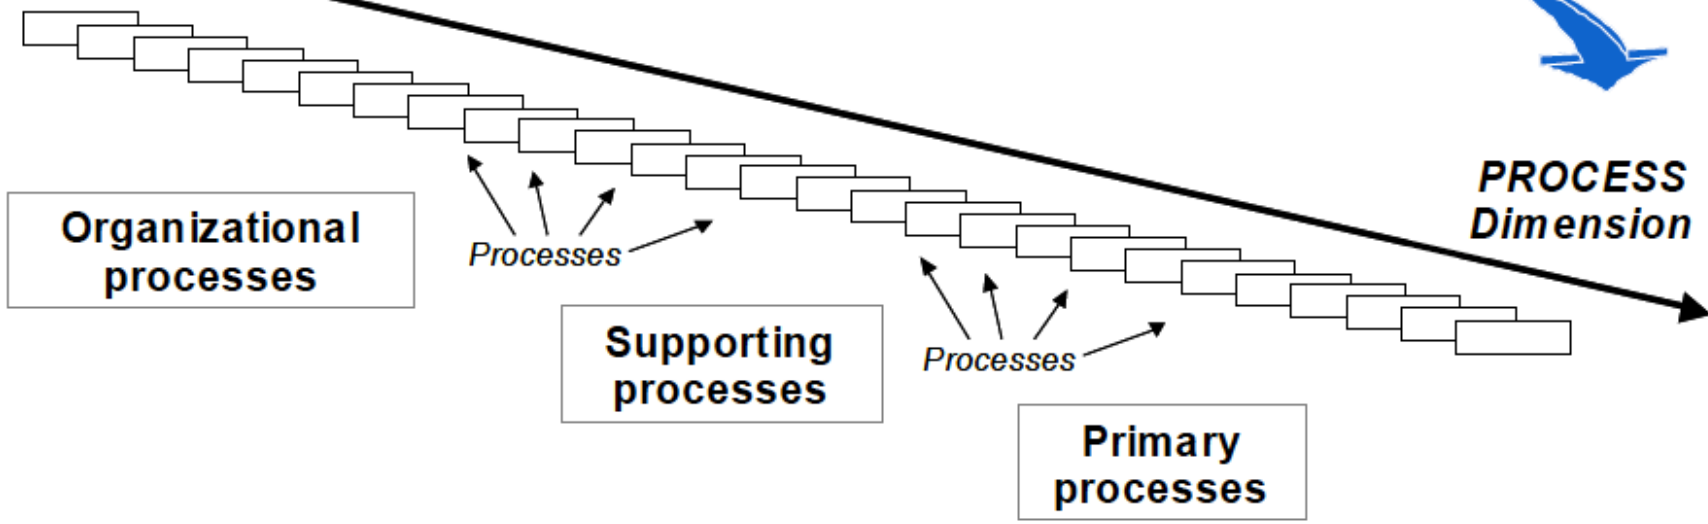 PROCESS
Dimension
Organizational
processes
Processes
Supporting
processes
Processes
Primary
processes